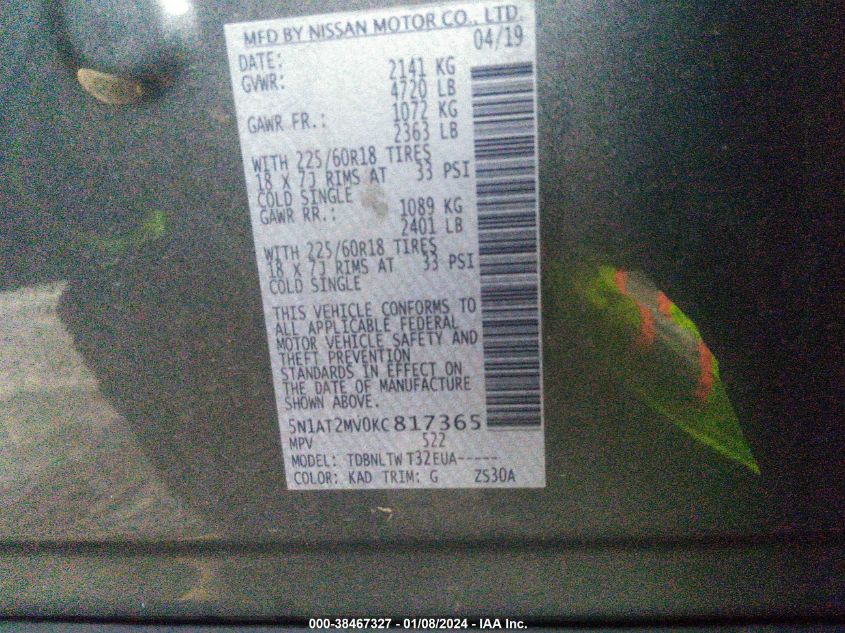 MFD BY NISSAN MOTOR CO., LTD.
DATE: 04/19
GVWR: 2141 KG
4720 LB
GAWR FR.: 1072 KG
2363 LB
WITH 225/60R18 TIRES
18 X 7J RIMS AT 33 PSI
COLD SINGLE
GAWR RR.: 1089 KG
2401 LB
WITH 225/60R18 TIRES
18 X 7J RIMS AT 33 PSI
COLD SINGLE
THIS VEHICLE CONFORMS TO
ALL APPLICABLE FEDERAL
MOTOR VEHICLE SAFETY AND
THEFT PREVENTION
STANDARDS IN EFFECT ON
THE DATE OF MANUFACTURE
SHOWN ABOVE.
5N1AT2MV0KC817365
MPV 522
MODEL: TDBNLTW T32EUA-----
COLOR: KAD TRIM: G ZS30A
000-38467327 - 01/08/2024 - IAA Inc.